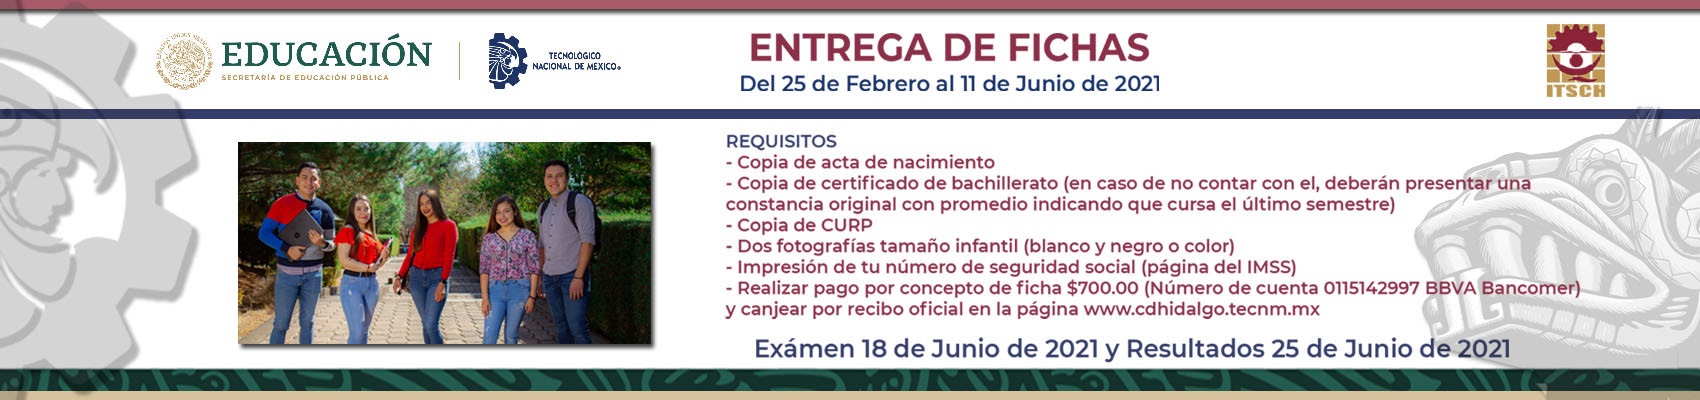 EDUCACIÓN
SECRETARÍA DE EDUCACIÓN PÚBLICA
TECNOLÓGICO
NACIONAL DE MÉXICO®
ENTREGA DE FICHAS
Del 25 de Febrero al 11 de Junio de 2021
ITSCH
REQUISITOS
- Copia de acta de nacimiento
- Copia de certificado de bachillerato (en caso de no contar con el, deberán presentar una
constancia original con promedio indicando que cursa el último semestre)
- Copia de CURP
- Dos fotografías tamaño infantil (blanco y negro o color)
- Impresión de tu número de seguridad social (página del IMSS)
- Realizar pago por concepto de ficha $700.00 (Número de cuenta 0115142997 BBVA Bancomer)
y canjear por recibo oficial en la página www.cdhidalgo.tecnm.mx
Exámen 18 de Junio de 2021 y Resultados 25 de Junio de 2021